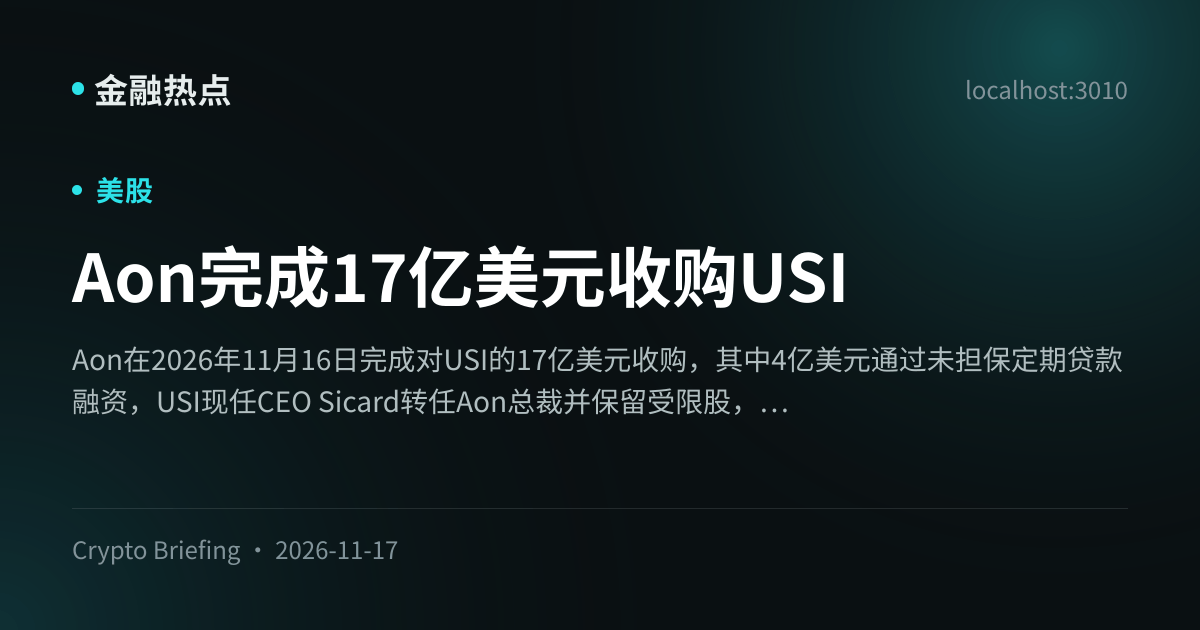 金融热点
localhost:3010
美股
Aon完成17亿美元收购USI
Aon在2026年11月16日完成对USI的17亿美元收购，其中4亿美元通过未担保定期贷款
融资，USI现任CEO Sicard转任Aon总裁并保留受限股，…
Crypto Briefing · 2026-11-17